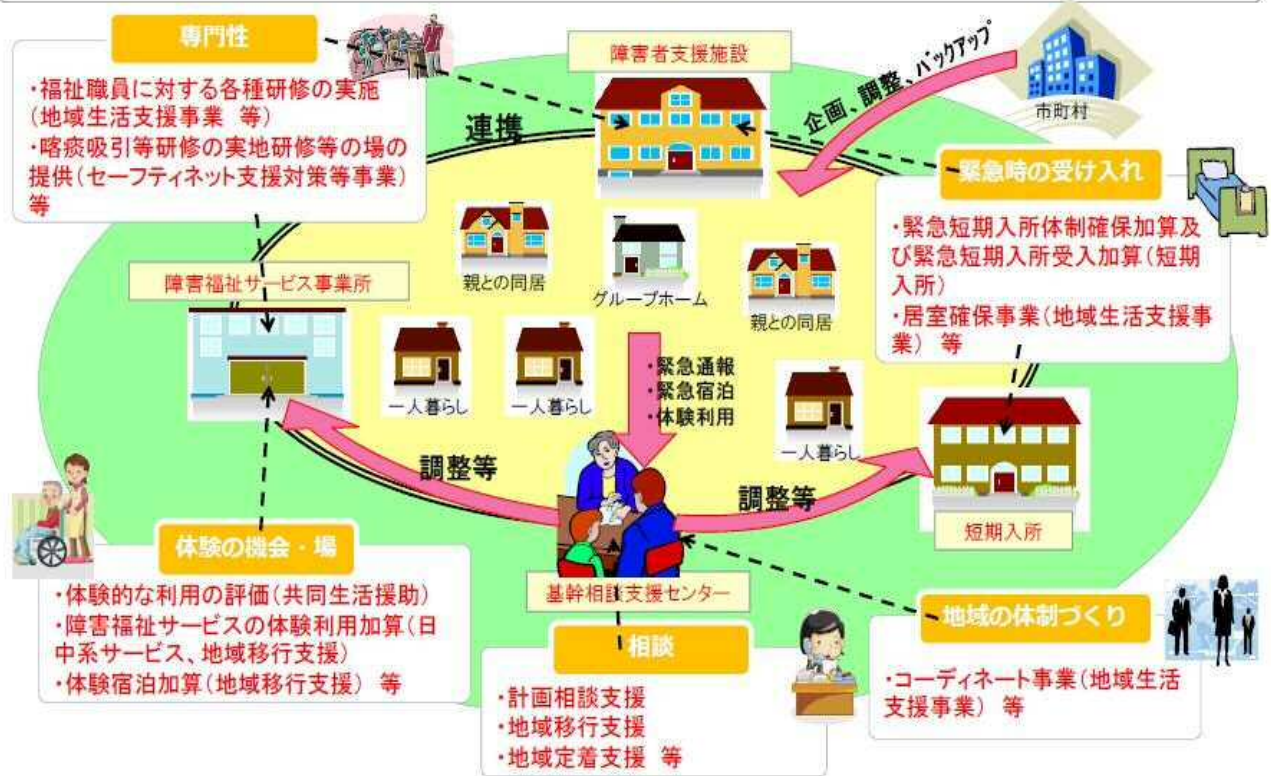 専門性
・福祉職員に対する各種研修の実施
(地域生活支援事業 等)
・喀痰吸引等研修の実地研修等の場の
提供(セーフティネット支援対策等事業)
等
連携
障害者支援施設
企画、調整、バックアップ
市町村
緊急時の受け入れ
・緊急短期入所体制確保加算及
び緊急短期入所受入加算(短期
入所)
・居室確保事業(地域生活支援事
業) 等
障害福祉サービス事業所
親との同居
グループホーム
親との同居
一人暮らし
一人暮らし
・緊急通報
・緊急宿泊
・体験利用
一人暮らし
調整等
調整等
短期入所
基幹相談支援センター
体験の機会・場
・体験的な利用の評価(共同生活援助)
・障害福祉サービスの体験利用加算(日
中系サービス、地域移行支援)
・体験宿泊加算(地域移行支援) 等
相談
・計画相談支援
・地域移行支援
・地域定着支援 等
地域の体制づくり
・コーディネート事業(地域生活
支援事業) 等